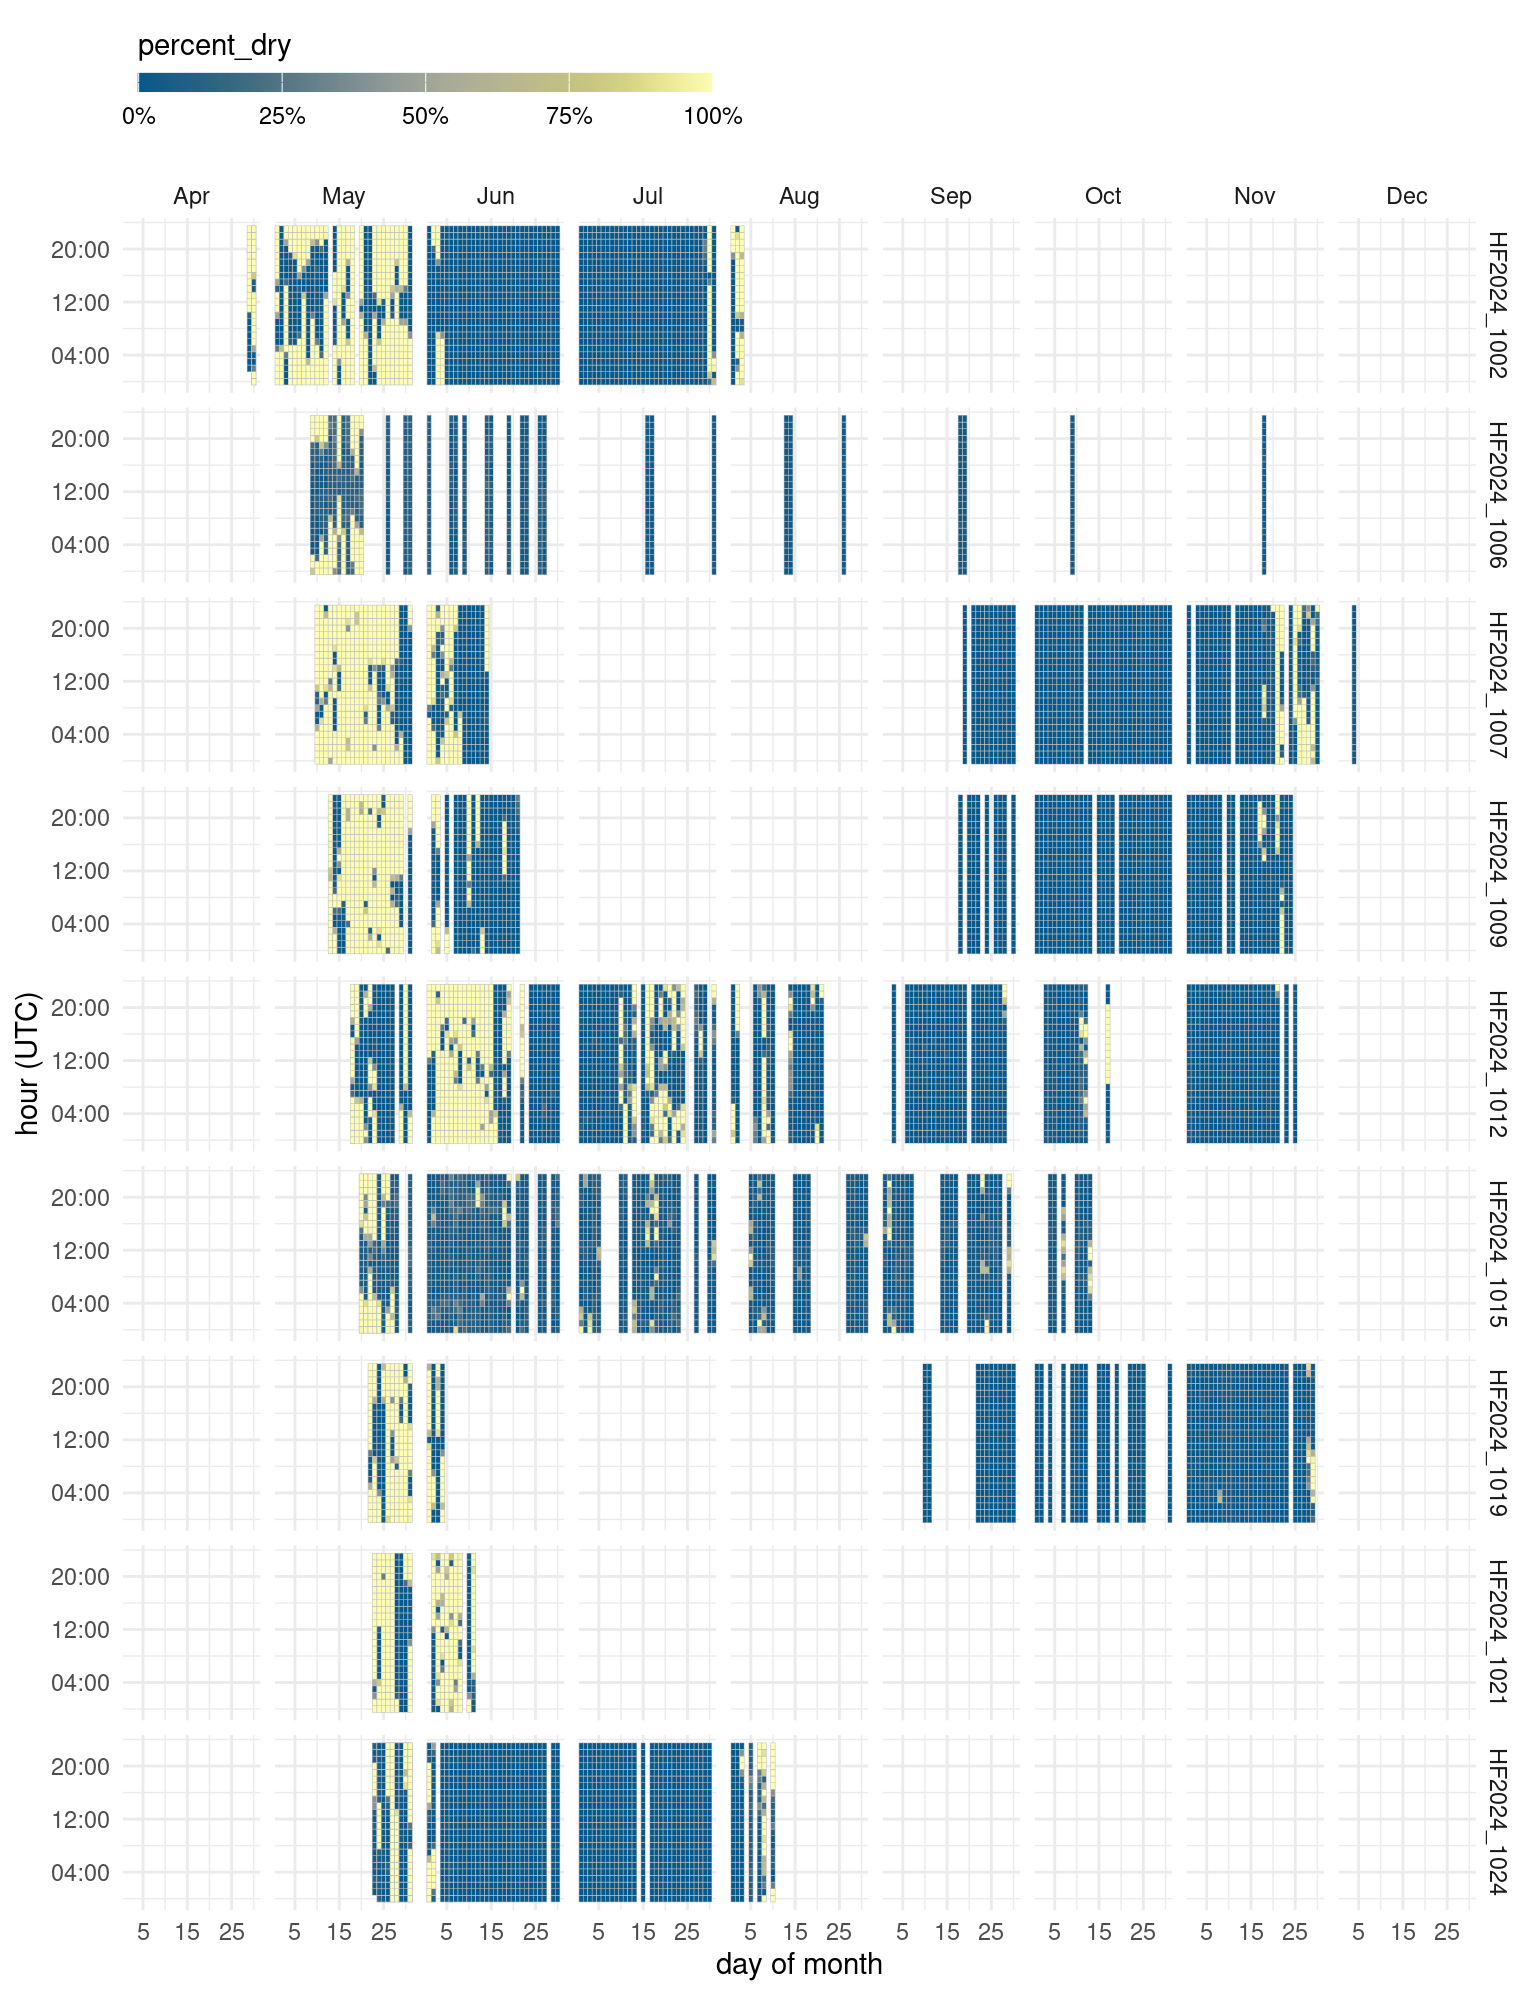 percent_dry
0% 25% 50% 75% 100%
Apr May Jun Jul Aug Sep Oct Nov Dec
20:00
12:00
04:00
HF2024_1002
20:00
12:00
04:00
HF2024_1006
20:00
12:00
04:00
HF2024_1007
20:00
12:00
04:00
HF2024_1009
hour (UTC)
20:00
12:00
04:00
HF2024_1012
20:00
12:00
04:00
HF2024_1015
20:00
12:00
04:00
HF2024_1019
20:00
12:00
04:00
HF2024_1021
20:00
12:00
04:00
HF2024_1024
5 15 25 5 15 25 5 15 25 5 15 25 5 15 25 5 15 25 5 15 25 5 15 25 5 15 25
day of month